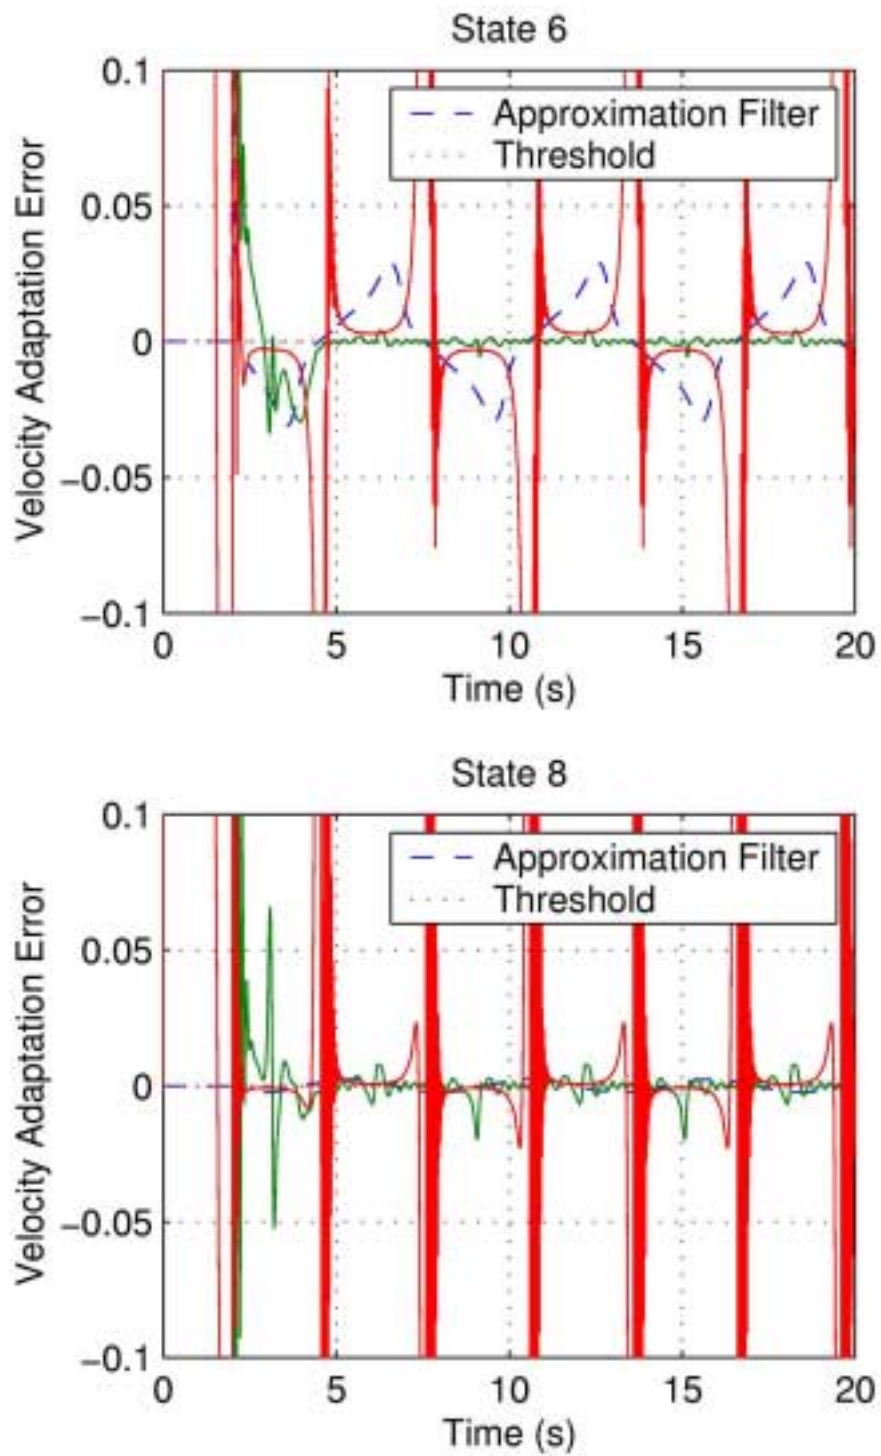 State 6
0.1
0.05
0
−0.05
−0.1
Velocity Adaptation Error
Approximation Filter
Threshold
0 5 10 15 20
Time (s)
State 8
0.1
0.05
0
−0.05
−0.1
Velocity Adaptation Error
Approximation Filter
Threshold
0 5 10 15 20
Time (s)